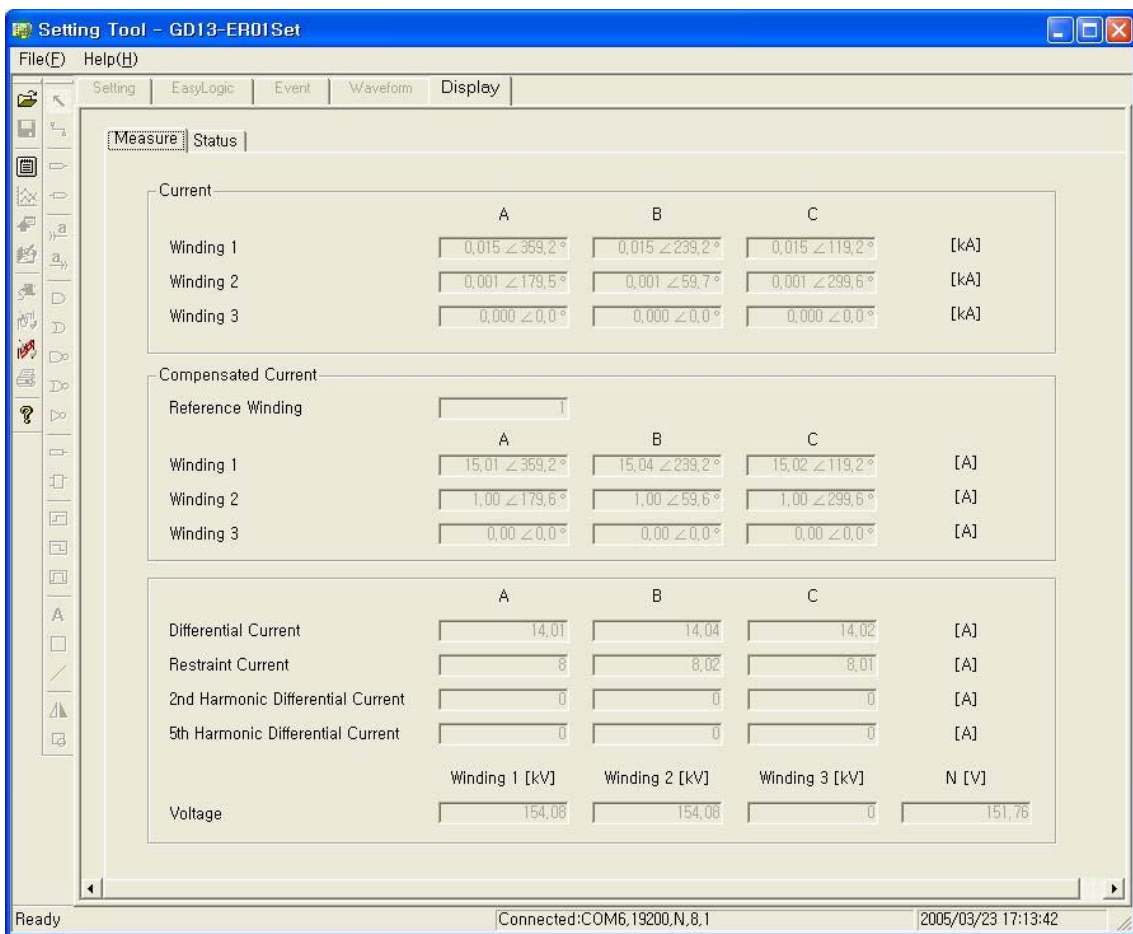 Setting Tool - GD13-ER01Set
File(F) Help(H)
Setting EasyLogic Event Waveform Display
Measure Status
Current
A B C
Winding 1 0,015 ∠359,2° 0,015 ∠239,2° 0,015 ∠119,2° [kA]
Winding 2 0,001 ∠179,5° 0,001 ∠59,7° 0,001 ∠299,6° [kA]
Winding 3 0,000 ∠0,0° 0,000 ∠0,0° 0,000 ∠0,0° [kA]
Compensated Current
Reference Winding 1
A B C
Winding 1 15,01 ∠359,2° 15,04 ∠239,2° 15,02 ∠119,2° [A]
Winding 2 1,00 ∠179,6° 1,00 ∠59,6° 1,00 ∠299,6° [A]
Winding 3 0,00 ∠0,0° 0,00 ∠0,0° 0,00 ∠0,0° [A]
A B C
Differential Current 14,01 14,04 14,02 [A]
Restraint Current 8 8,02 8,01 [A]
2nd Harmonic Differential Current 0 0 0 [A]
5th Harmonic Differential Current 0 0 0 [A]
Winding 1 [kV] Winding 2 [kV] Winding 3 [kV] N [V]
Voltage 154,08 154,08 0 151,76
Ready Connected:COM6,19200,N,8,1 2005/03/23 17:13:42